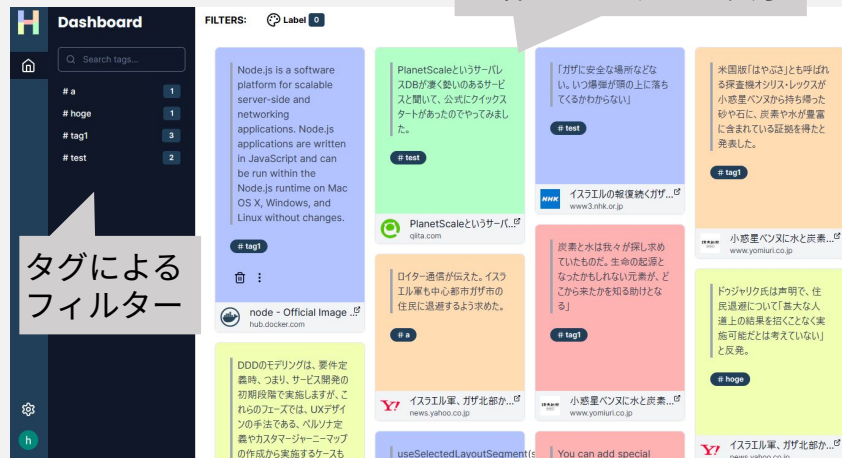 Dashboard
FILTERS:
Label 0
Search tags...
# a 1
# hoge 1
# tag1 3
# test 2
タグによる
フィルター
h
Node.js is a software
platform for scalable
server-side and
networking
applications. Node.js
applications are written
in JavaScript and can
be run within the
Node.js runtime on Mac
OS X, Windows, and
Linux without changes.
# tag1
node - Official Image ...
hub.docker.com
DDDのモデリングは、要件定
義時、つまり、サービス開発の
初期段階で実施しますが、こ
れらのフェーズでは、UXデザイ
ンの手法である、ペルソナ定
義やカスタマージャーニーマップ
の作成から実施するケースも
PlanetScaleというサーバレ
スDBが凄く勢いのあるサービ
スと聞いて、公式にクイックス
タートがあったのでやってみまし
た。
# test
PlanetScaleというサーバ...
qiita.com
ロイター通信が伝えた。イスラ
エル軍も中心都市ガザ市の
住民に退避するよう求めた。
# a
イスラエル軍、ガザ北部か...
news.yahoo.co.jp
useSelectedLayoutSegment(s
「ガザに安全な場所などな
い。いつ爆弾が頭の上に落ち
てくるかわからない」
# test
NHK
イスラエルの報復続くガザ...
www3.nhk.or.jp
炭素と水は我々が探し求め
ていたものだ。生命の起源と
なったかもしれない元素が、ど
こから来たかを知る助けとな
る」
# tag1
小惑星ベンヌに水と炭素...
www.yomiuri.co.jp
You can add special
米国版「はやぶさ」とも呼ばれ
る探査機オシリス・レックスが
小惑星ベンヌから持ち帰った
砂や石に、炭素や水が豊富
に含まれている証拠を得たと
発表した。
# tag1
小惑星ベンヌに水と炭素...
www.yomiuri.co.jp
ドゥジャリク氏は声明で、住
民退避について「甚大な人
道上の結果を招くことなく実
施可能だとは考えていない」
と反発。
# hoge
イスラエル軍、ガザ北部か...
news.yahoo.co.jp